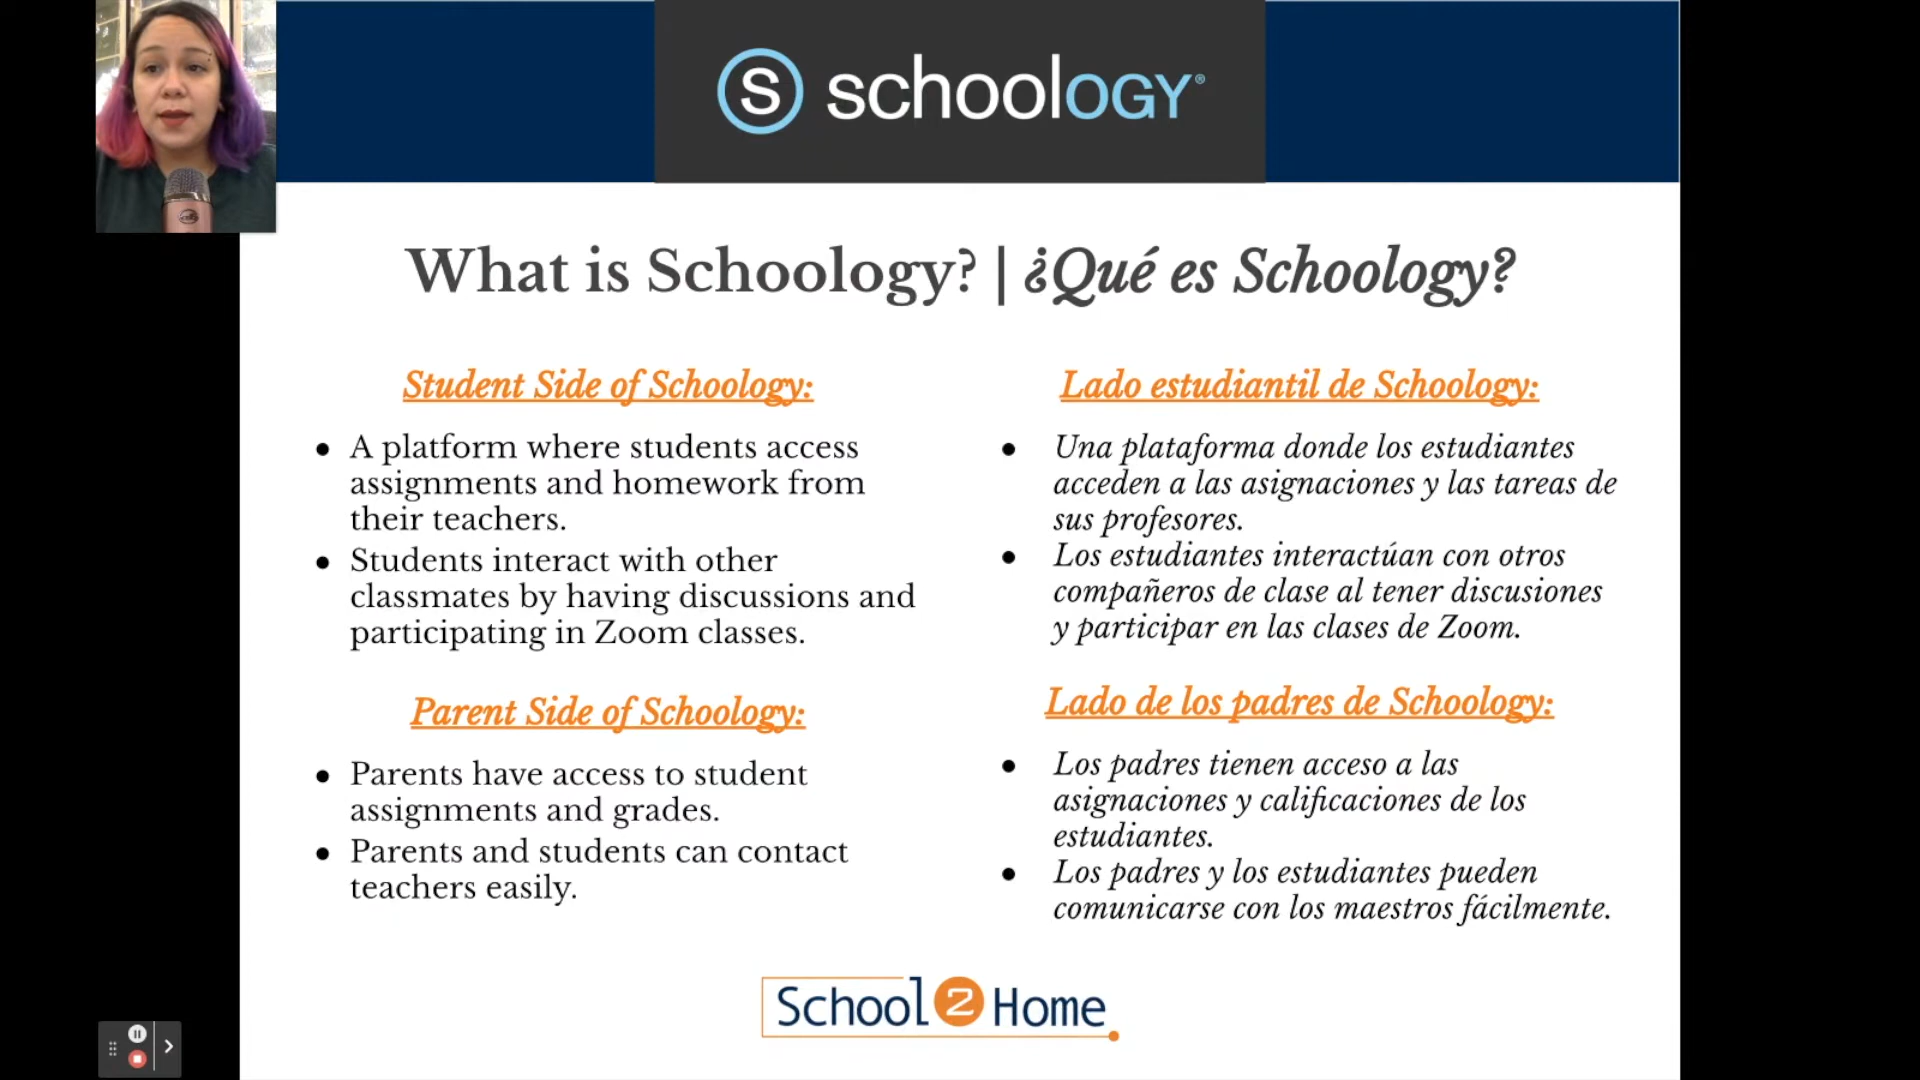 S schoology®
What is Schoology? | ¿Qué es Schoology?
Student Side of Schoology:
● A platform where students access
assignments and homework from
their teachers.
● Students interact with other
classmates by having discussions and
participating in Zoom classes.
Parent Side of Schoology:
● Parents have access to student
assignments and grades.
● Parents and students can contact
teachers easily.
Lado estudiantil de Schoology:
● Una plataforma donde los estudiantes
acceden a las asignaciones y las tareas de
sus profesores.
● Los estudiantes interactúan con otros
compañeros de clase al tener discusiones
y participar en las clases de Zoom.
Lado de los padres de Schoology:
● Los padres tienen acceso a las
asignaciones y calificaciones de los
estudiantes.
● Los padres y los estudiantes pueden
comunicarse con los maestros fácilmente.
School 2 Home